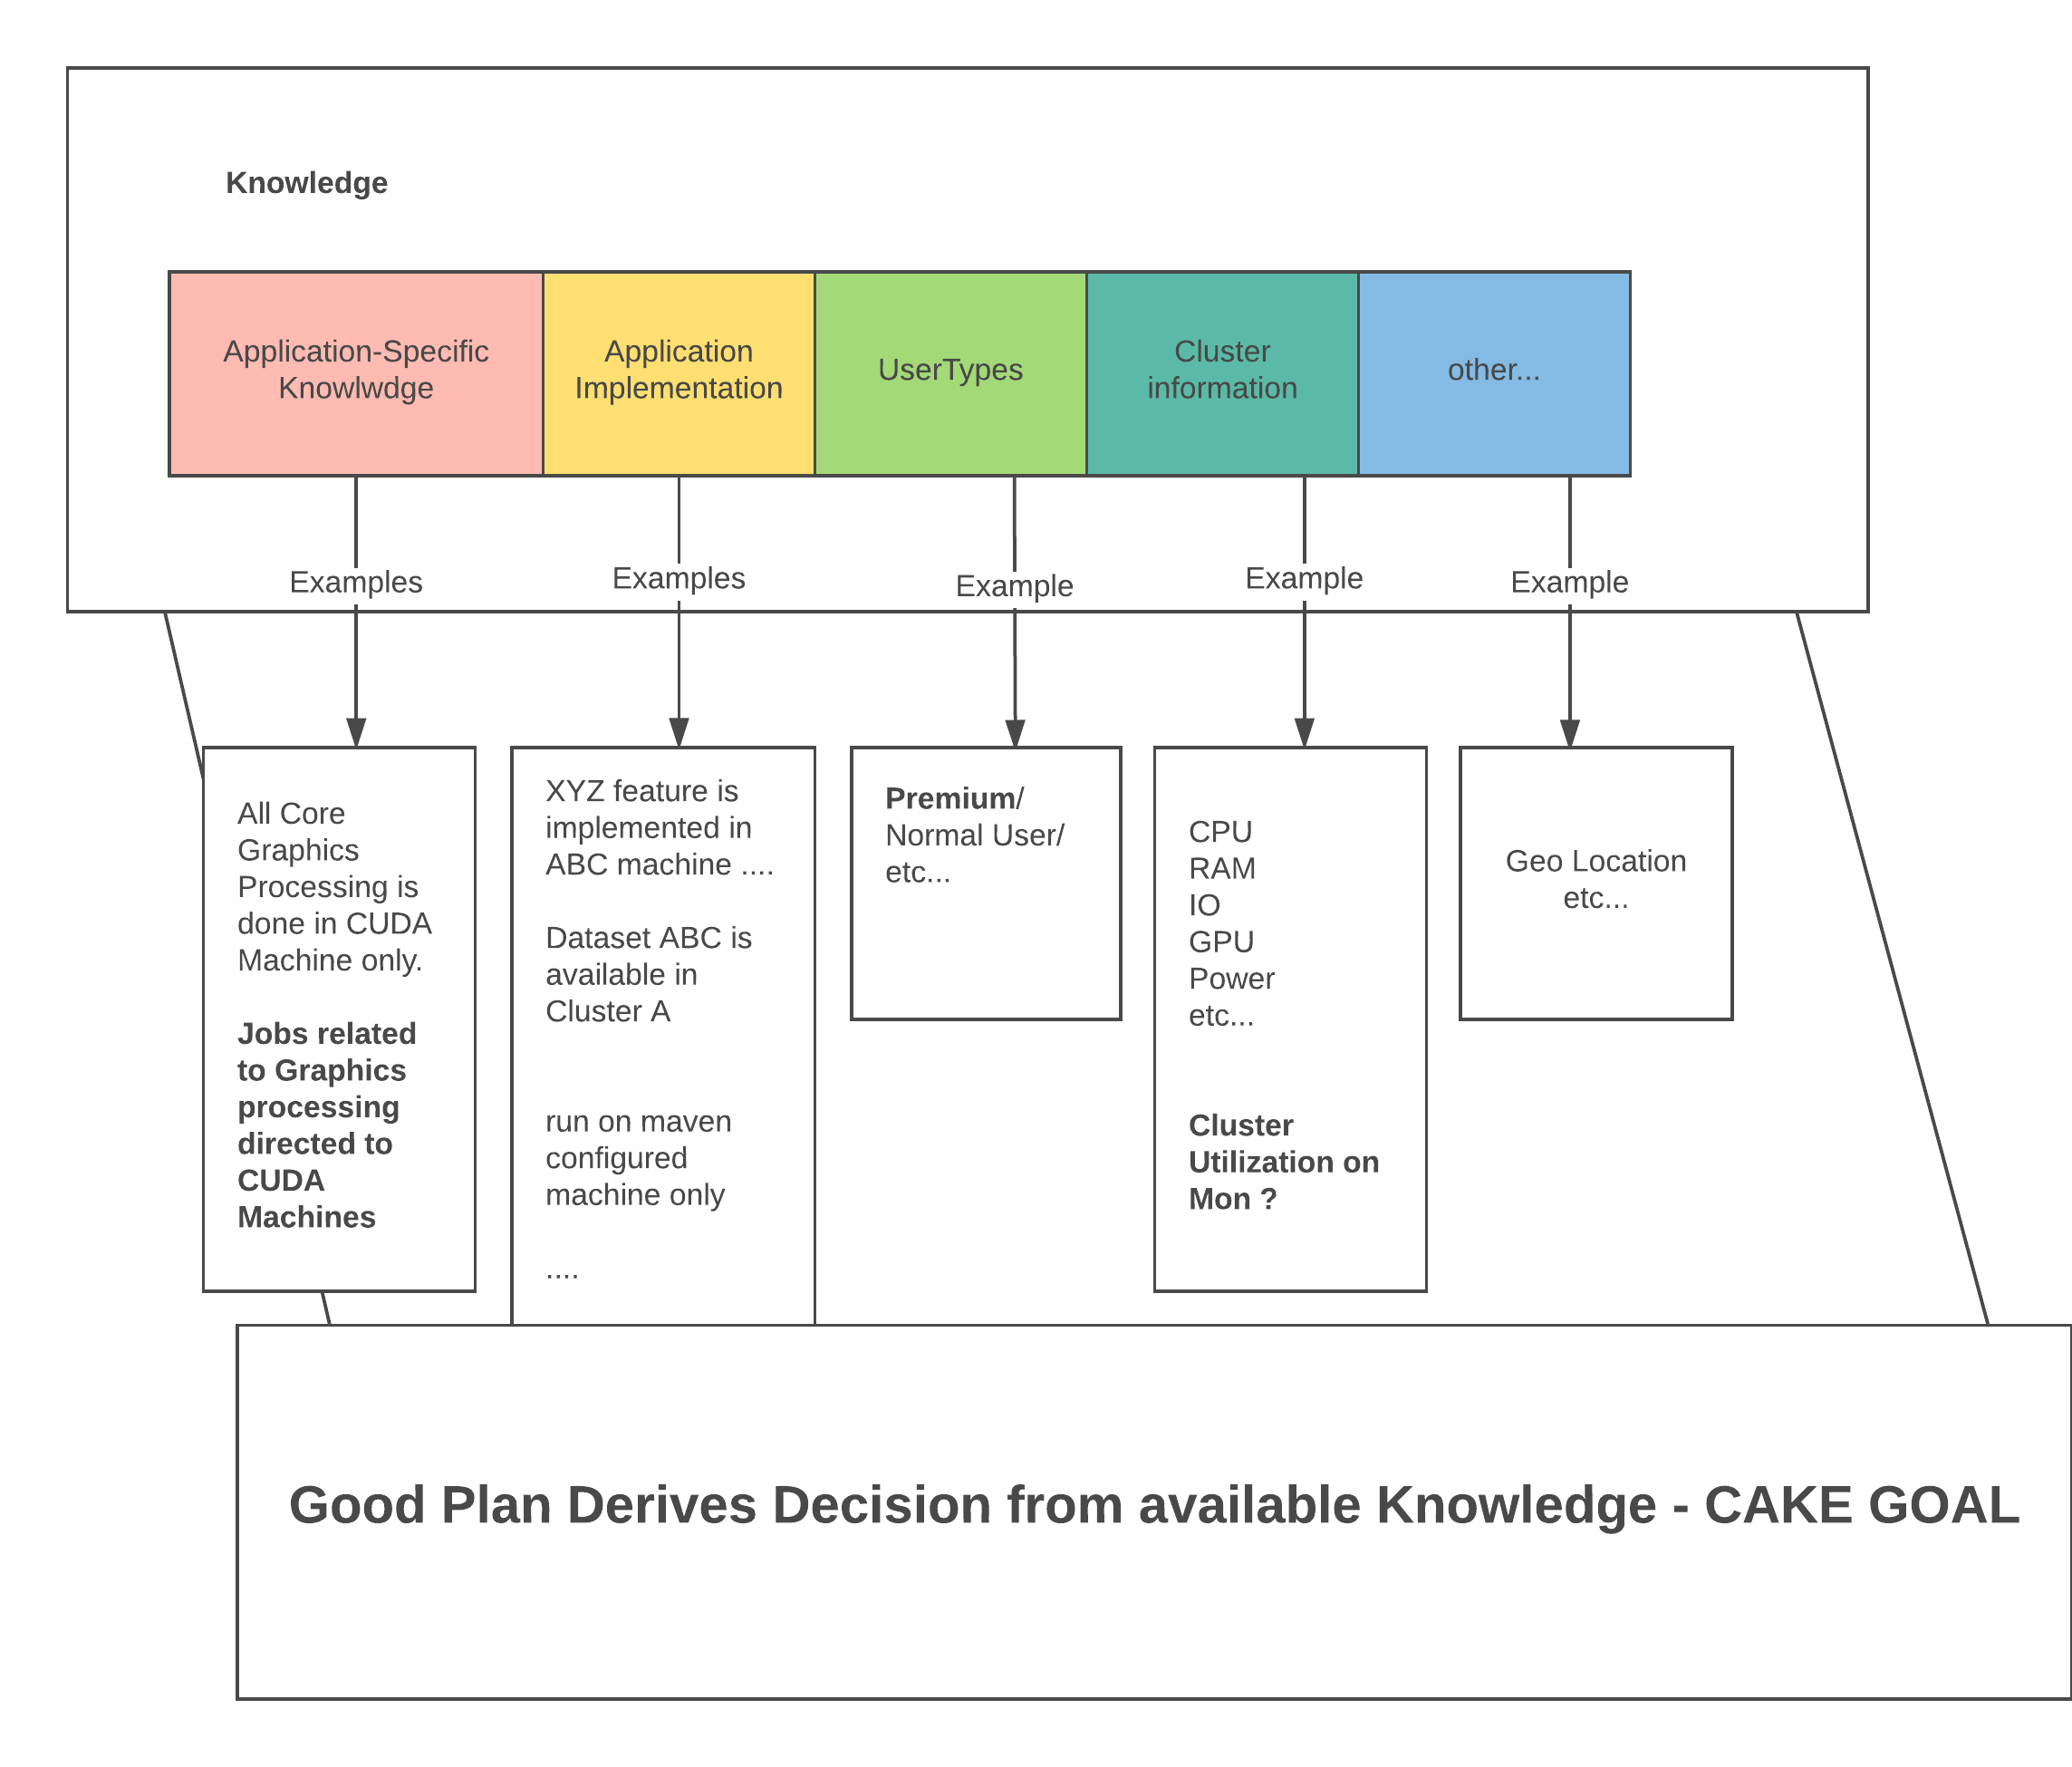 Knowledge
Application-Specific
Knowlwdge
Application
Implementation
UserTypes
Cluster
information
other...
Examples
Examples
Example
Example
Example
All Core
Graphics
Processing is
done in CUDA
Machine only.
Jobs related
to Graphics
processing
directed to
CUDA
Machines
XYZ feature is
implemented in
ABC machine ....
Dataset ABC is
available in
Cluster A
run on maven
configured
machine only
....
Premium/
Normal User/
etc...
CPU
RAM
IO
GPU
Power
etc...
Cluster
Utilization on
Mon ?
Geo Location
etc...
Good Plan Derives Decision from available Knowledge - CAKE GOAL